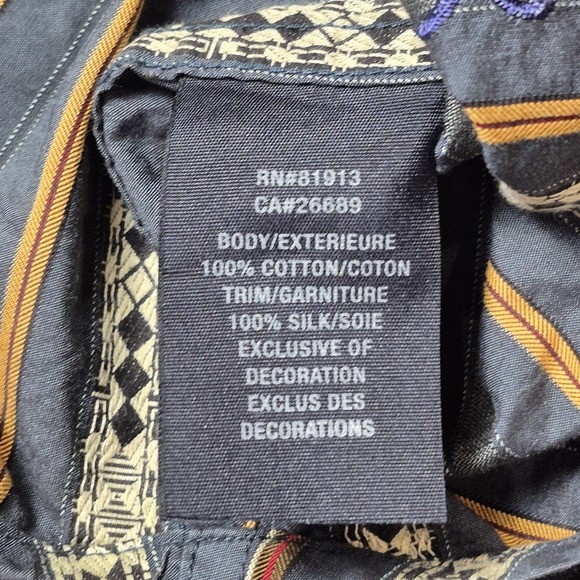 RN#81913
CA#26689
BODY/EXTERIEURE
100% COTTON/COTON
TRIM/GARNITURE
100% SILK/SOIE
EXCLUSIVE OF
DECORATION
EXCLUS DES
DECORATIONS